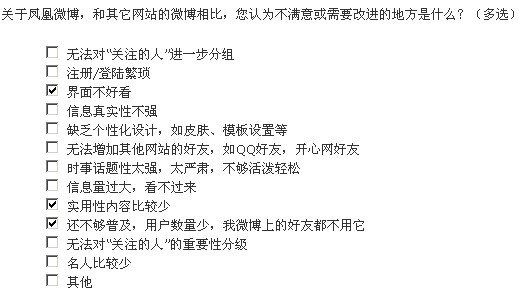 关于凤凰微博，和其它网站的微博相比，您认为不满意或需要改进的地方是什么？（多选）
无法对“关注的人”进一步分组
注册/登陆繁琐
界面不好看
信息真实性不强
缺乏个性化设计，如皮肤、模板设置等
无法增加其他网站的好友，如QQ好友，开心网好友
时事话题性太强，太严肃，不够活泼轻松
信息量过大，看不过来
实用性内容比较少
还不够普及，用户数量少，我微博上的好友都不用它
无法对“关注的人”的重要性分级
名人比较少
其他